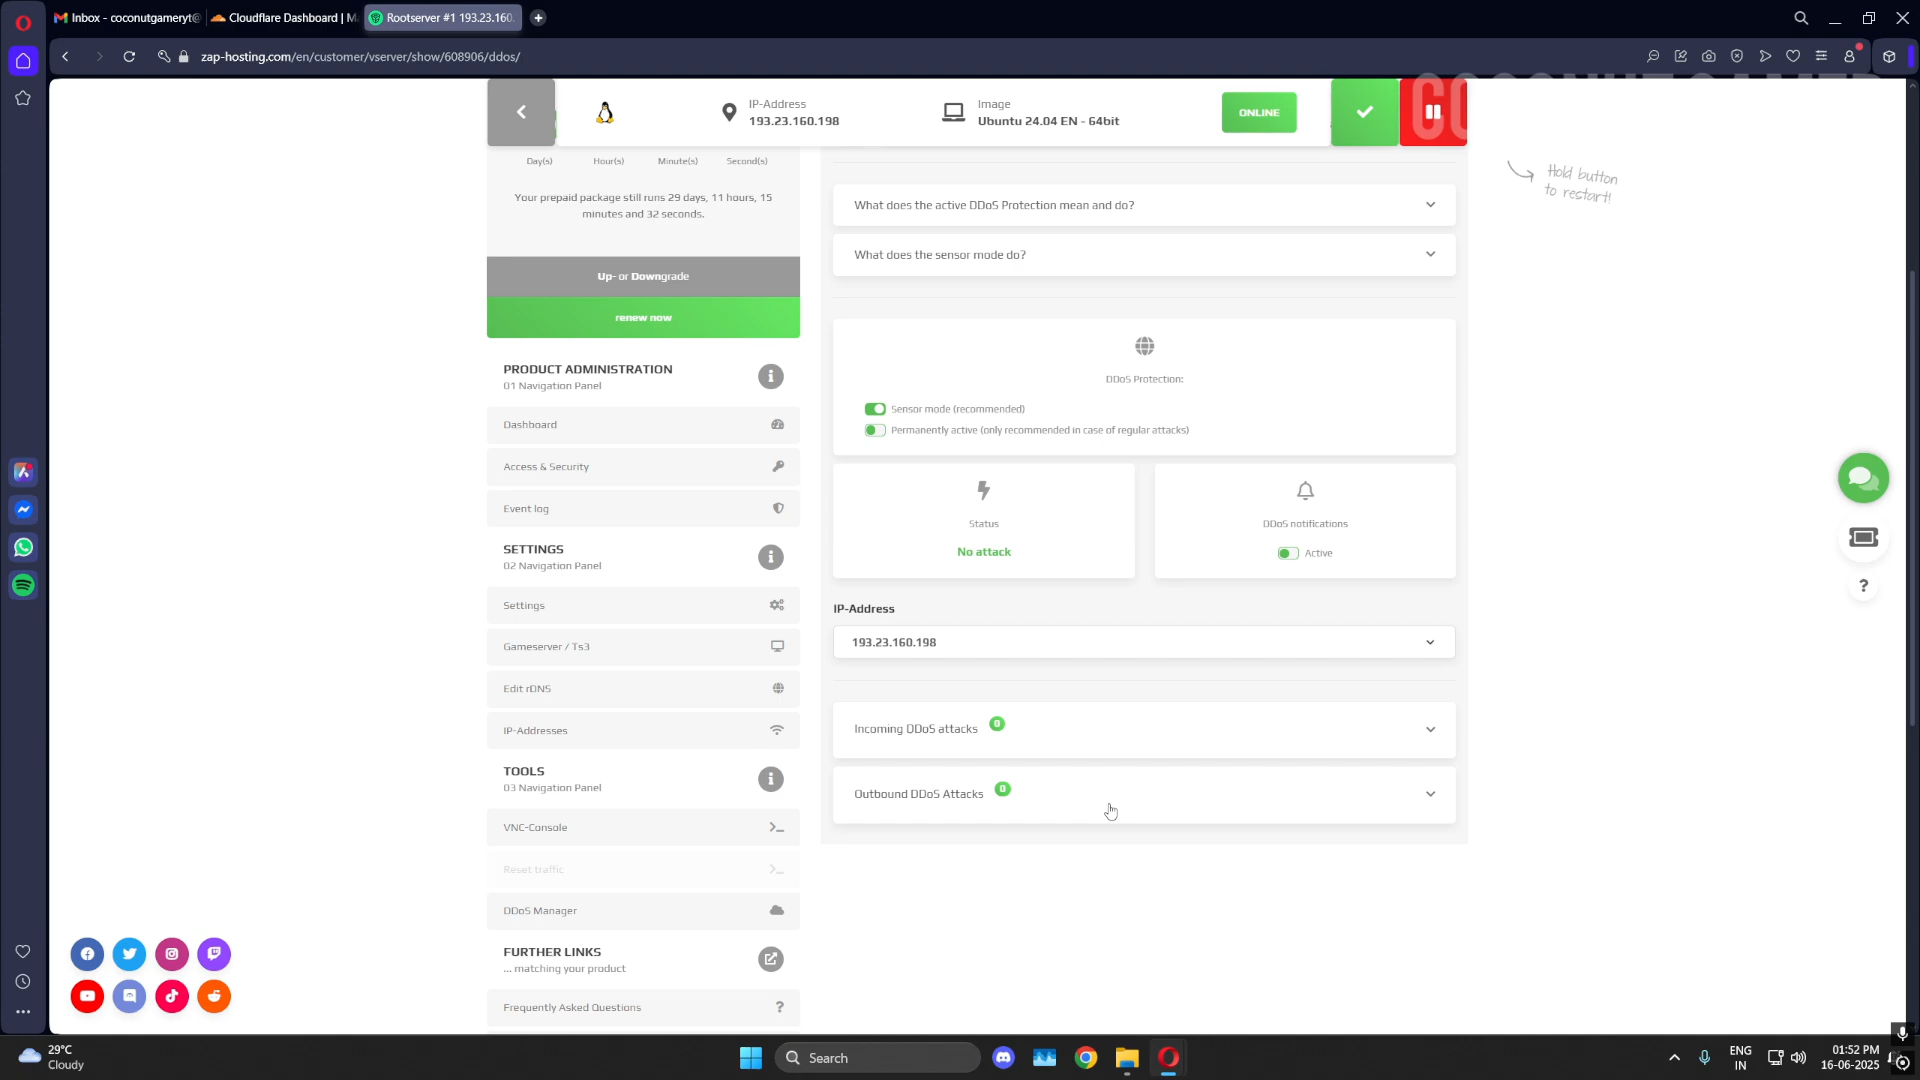 Inbox - coconutgameryt@
Cloudflare Dashboard | M
Rootserver #1 193.23.160.
zap-hosting.com/en/customer/vserver/show/608906/ddos/
IP-Address
193.23.160.198
Image
Ubuntu 24.04 EN - 64bit
ONLINE
Hold button
to restart!
Day(s) Hour(s) Minute(s) Second(s)
Your prepaid package still runs 29 days, 11 hours, 15
minutes and 32 seconds.
Up- or Downgrade
renew now
PRODUCT ADMINISTRATION
01 Navigation Panel
Dashboard
Access & Security
Event log
SETTINGS
02 Navigation Panel
Settings
Gameserver / Ts3
Edit rDNS
IP-Addresses
TOOLS
03 Navigation Panel
VNC-Console
Reset traffic
DDoS Manager
FURTHER LINKS
... matching your product
Frequently Asked Questions
What does the active DDoS Protection mean and do?
What does the sensor mode do?
DDoS Protection:
Sensor mode (recommended)
Permanently active (only recommended in case of regular attacks)
Status
No attack
DDoS notifications
Active
IP-Address
193.23.160.198
Incoming DDoS attacks 0
Outbound DDoS Attacks 0
29°C
Cloudy
Search
ENG
IN
01:52 PM
16-06-2025